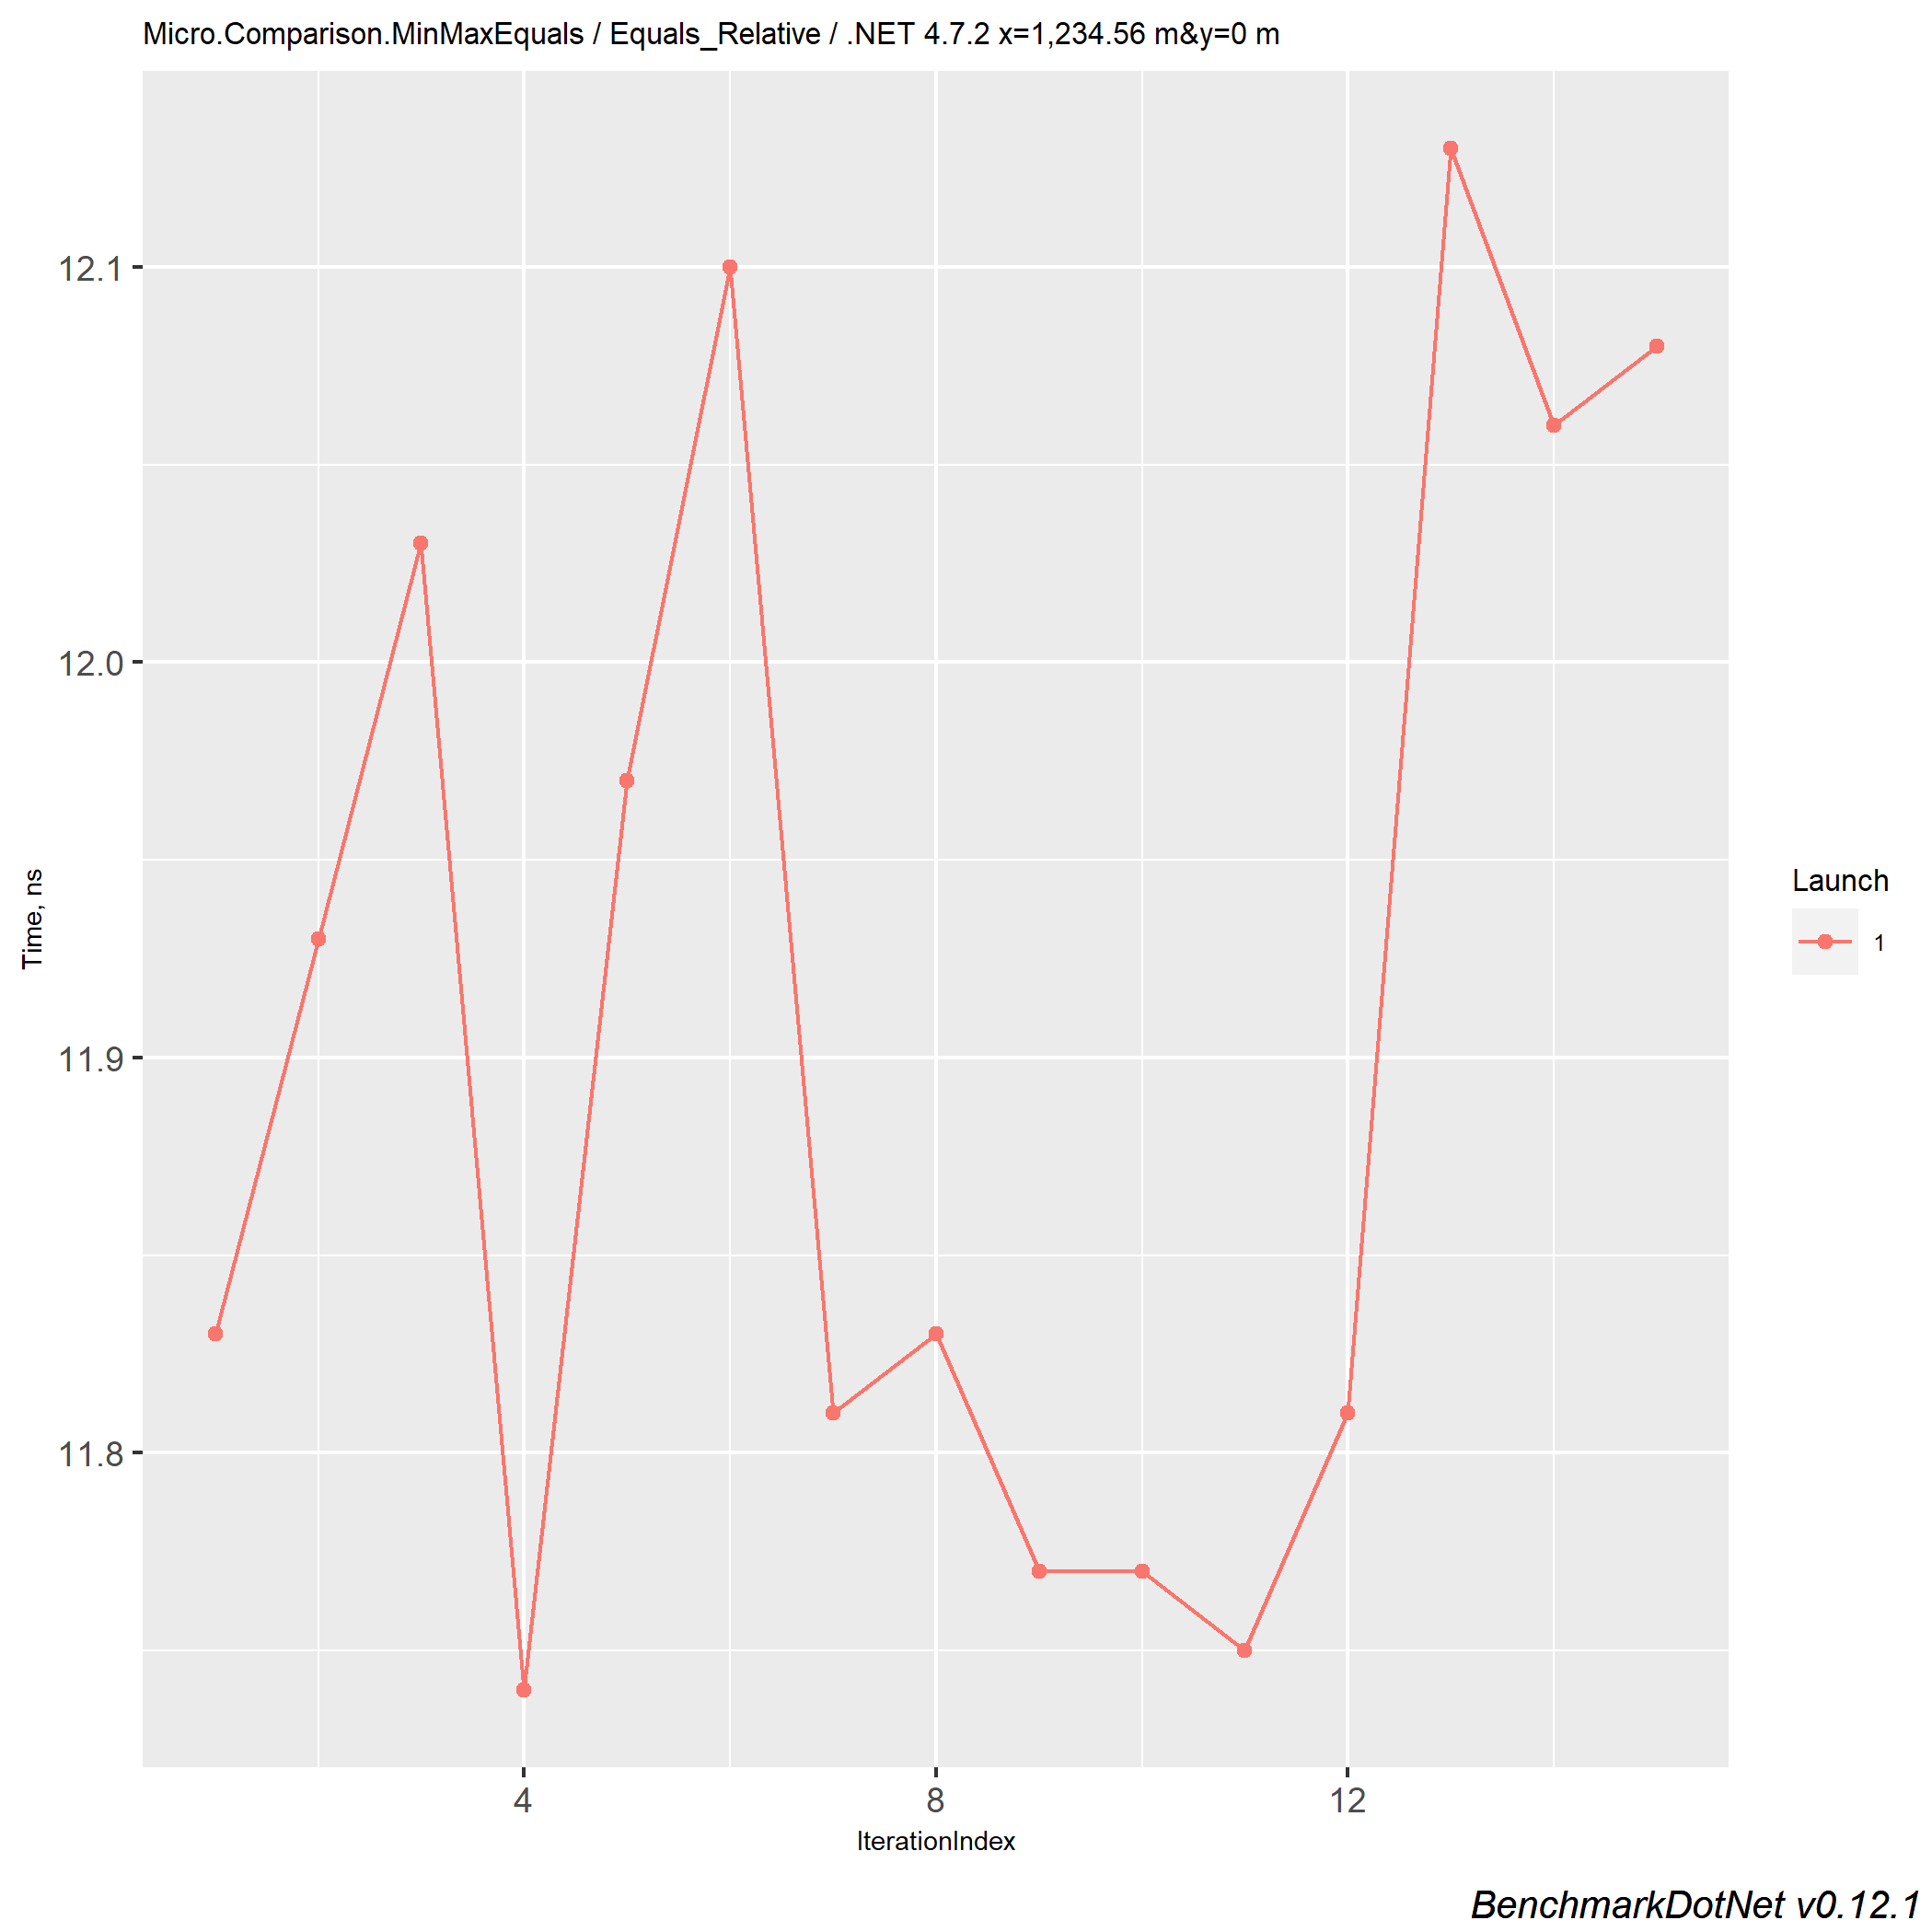 Micro.Comparison.MinMaxEquals / Equals_Relative / .NET 4.7.2 x=1,234.56 m&y=0 m
12.1
12.0
11.9
11.8
Time, ns
4
8
12
IterationIndex
Launch
1
BenchmarkDotNet v0.12.1